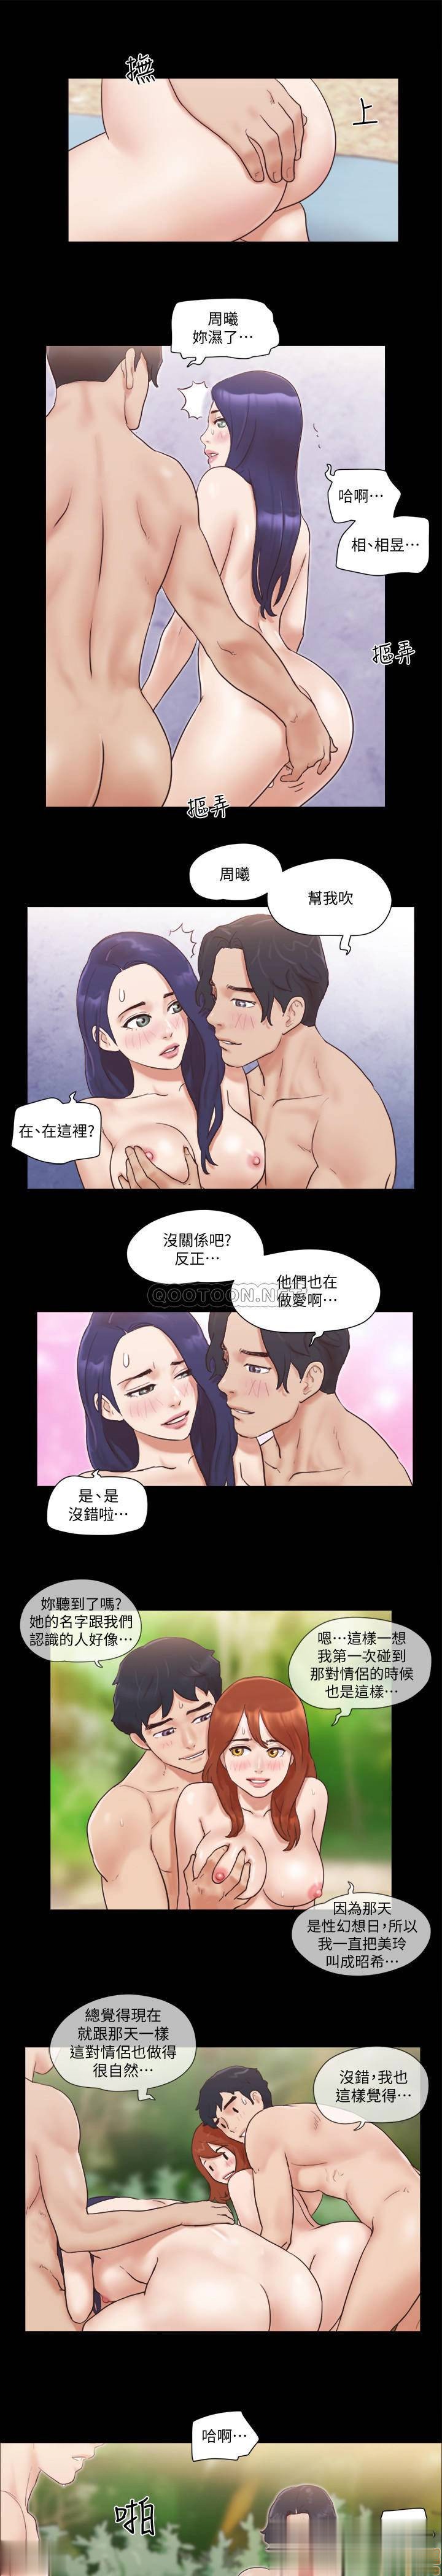 撫
上
周曦
妳濕了…
哈啊…
相、相昱…
摳弄
摳弄
周曦
幫我吹
在、在這裡?
沒關係吧?
反正…
QOOTOON.NET
他們也在
做愛啊…
是、是
沒錯啦…
妳聽到了嗎?
她的名字跟我們
認識的人好像…
嗯…這樣一想
我第一次碰到
那對情侶的時候
也是這樣…
因為那天
是性幻想日,所以
我一直把美玲
叫成昭希…
總覺得現在
就跟那天一樣
這對情侶也做得
很自然…
沒錯,我也
這樣覺得…
哈啊…
啪